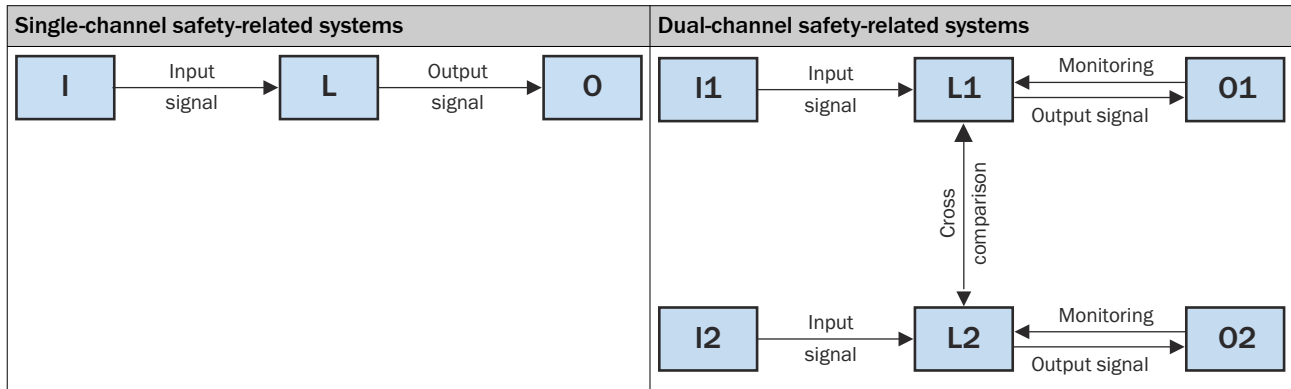 Single-channel safety-related systems
I
Input
signal
L
Output
signal
O
Dual-channel safety-related systems
I1
Input
signal
L1
Monitoring
Output signal
O1
Cross
comparison
I2
Input
signal
L2
Monitoring
Output signal
O2